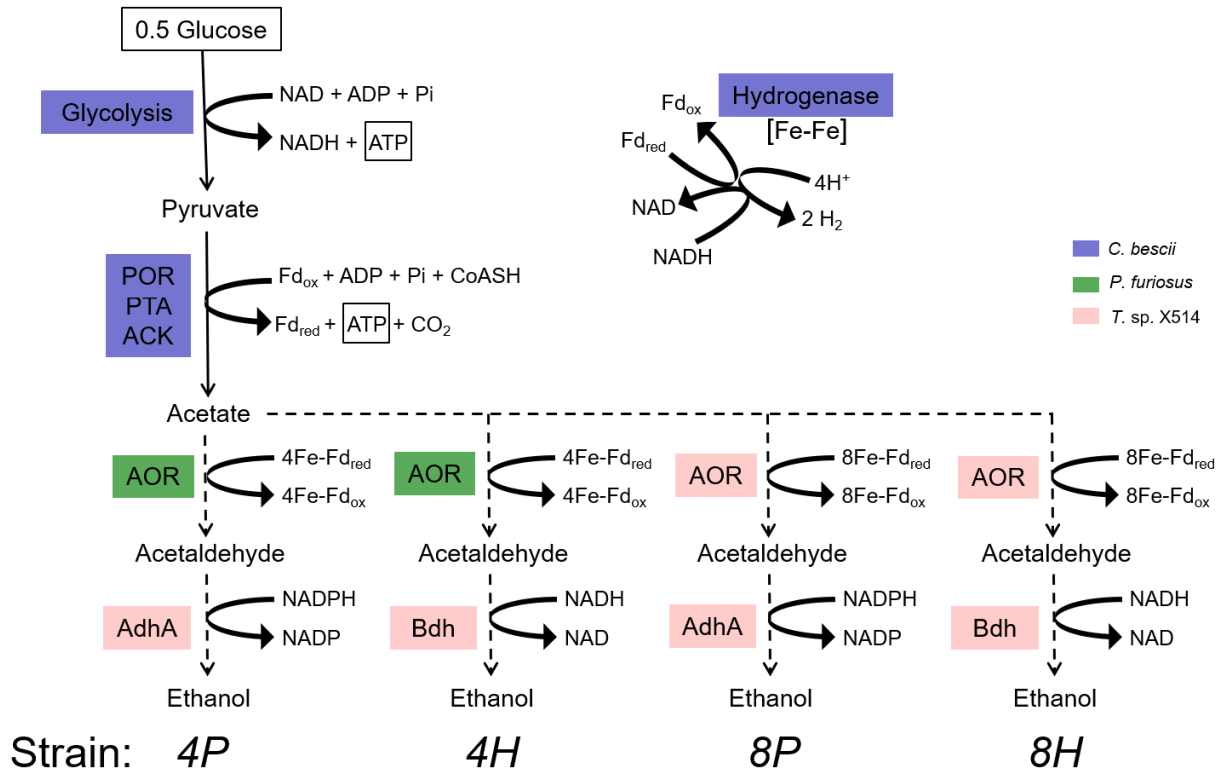 0.5 Glucose
Glycolysis
NAD + ADP + Pi
NADH + ATP
Pyruvate
POR
PTA
ACK
Fdox + ADP + Pi + CoASH
Fdred + ATP + CO2
Hydrogenase
[Fe-Fe]
Fdox
Fdred
4H+
NAD
2 H2
NADH
C. bescii
P. furiosus
T. sp. X514
Acetate
AOR
4Fe-Fdred
4Fe-Fdox
AOR
4Fe-Fdred
4Fe-Fdox
AOR
8Fe-Fdred
8Fe-Fdox
AOR
8Fe-Fdred
8Fe-Fdox
Acetaldehyde
Acetaldehyde
Acetaldehyde
Acetaldehyde
AdhA
NADPH
NADP
Bdh
NADH
NAD
AdhA
NADPH
NADP
Bdh
NADH
NAD
Ethanol
Ethanol
Ethanol
Ethanol
Strain: 4P 4H 8P 8H